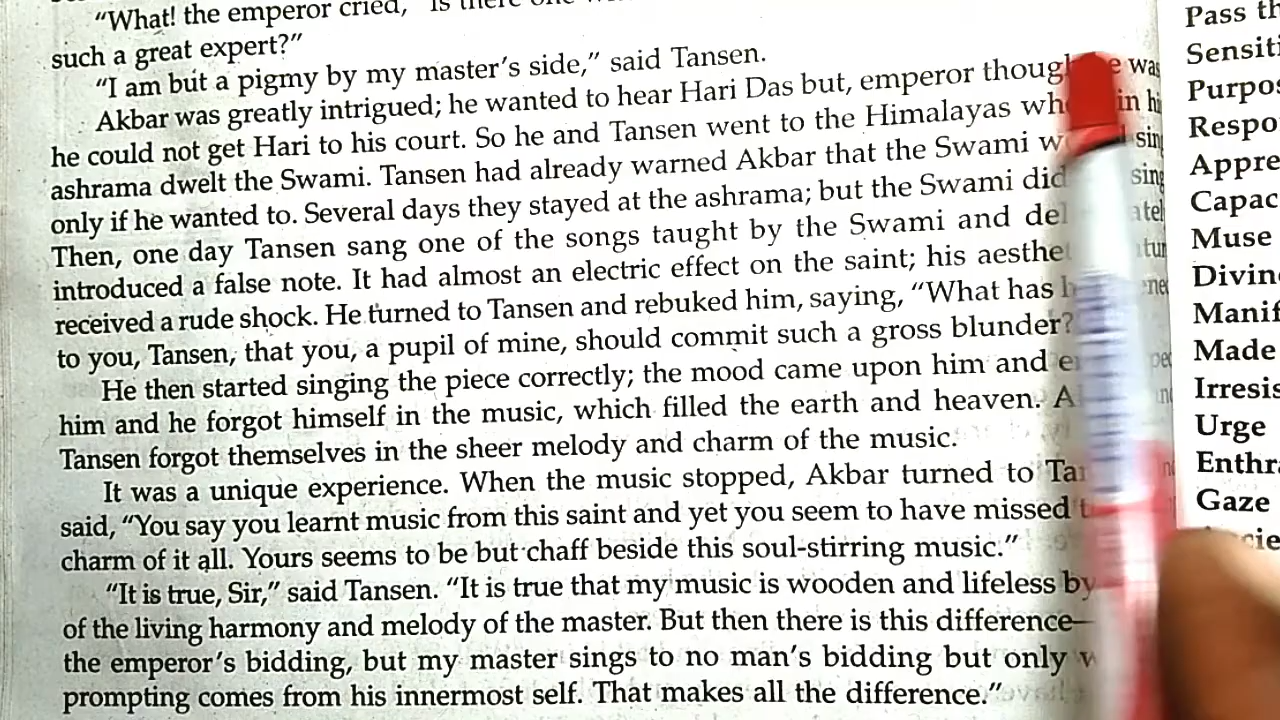 “What! the emperor cried,
such a great expert?”
“I am but a pigmy by my master’s side,” said Tansen.
Akbar was greatly intrigued; he wanted to hear Hari Das but, emperor though was
he could not get Hari to his court. So he and Tansen went to the Himalayas in
ashrama dwelt the Swami. Tansen had already warned Akbar that the Swami
only if he wanted to. Several days they stayed at the ashrama; but the Swami did
Then, one day Tansen sang one of the songs taught by the Swami and
introduced a false note. It had almost an electric effect on the saint; his
received a rude shock. He turned to Tansen and rebuked him, saying, “What has
to you, Tansen, that you, a pupil of mine, should commit such a gross blunder?
He then started singing the piece correctly; the mood came upon him and
him and he forgot himself in the music, which filled the earth and heaven.
Tansen forgot themselves in the sheer melody and charm of the music.
It was a unique experience. When the music stopped, Akbar turned to
said, “You say you learnt music from this saint and yet you seem to have missed
charm of it all. Yours seems to be but chaff beside this soul-stirring music.”
“It is true, Sir,” said Tansen. “It is true that my music is wooden and lifeless by
of the living harmony and melody of the master. But then there is this difference—
the emperor’s bidding, but my master sings to no man’s bidding but only
prompting comes from his innermost self. That makes all the difference.”
Pass
Sensiti
Purpos
Respo
Appre
Capac
Muse
Divin
Manif
Made
Irresis
Urge
Enthr
Gaze